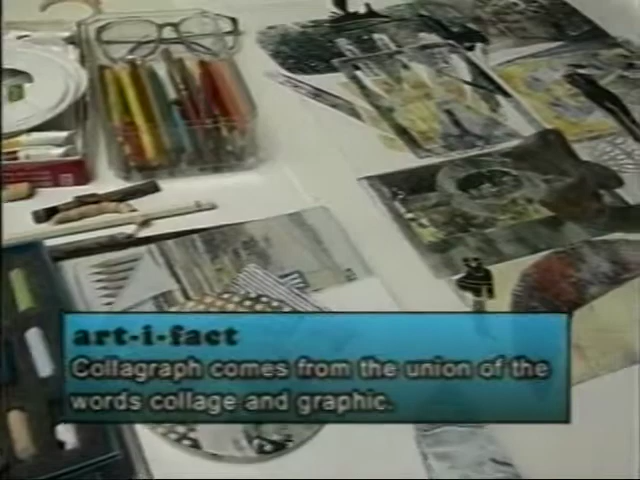 art-i-fact
Collagraph comes from the union of the
words collage and graphic.